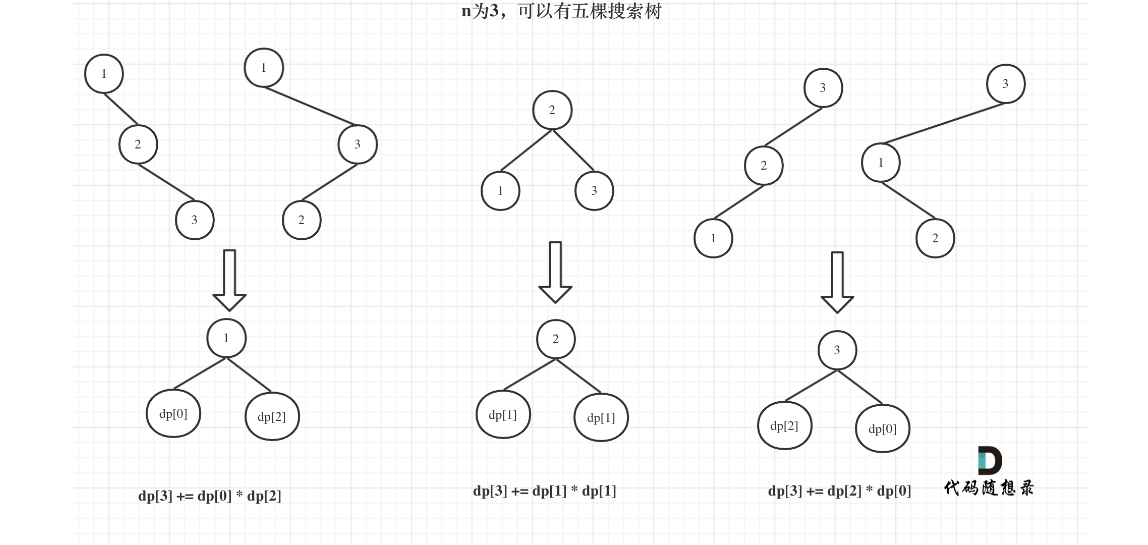 n为3，可以有五棵搜索树
1
2
3
1
3
2
2
1
3
3
2
1
3
1
2
1
dp[0]
dp[2]
dp[3] += dp[0] * dp[2]
2
dp[1]
dp[1]
dp[3] += dp[1] * dp[1]
3
dp[2]
dp[0]
dp[3] += dp[2] * dp[0]
D
代码随想录